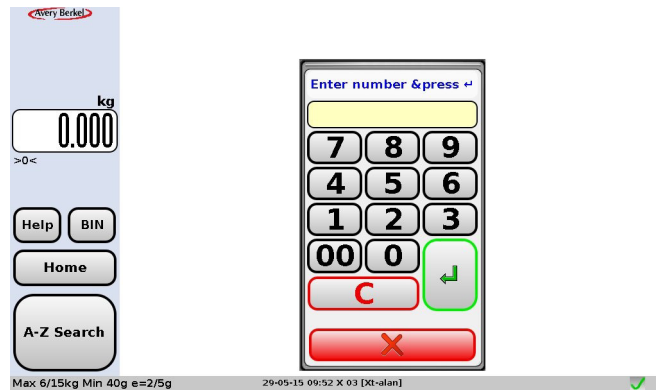 Avery Berkel
kg
0.000
>0<
Help BIN
Home
A-Z Search
Enter number &press ↵
7 8 9
4 5 6
1 2 3
00 0 ↵
C
X
Max 6/15kg Min 40g e=2/5g 29-05-15 09:52 X 03 [Xt-alan]